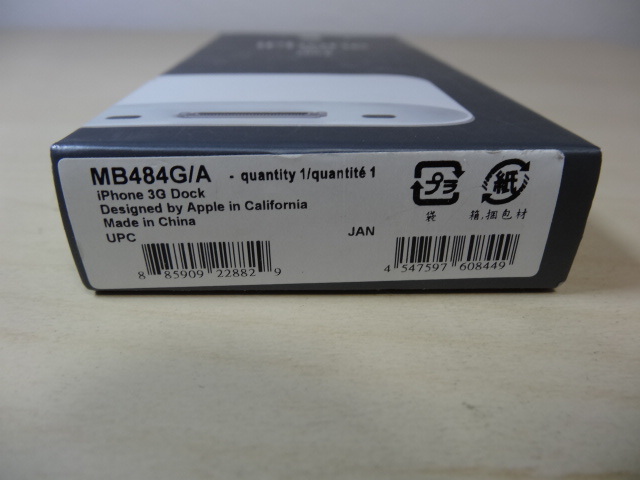 MB484G/A - quantity 1/quantité 1
iPhone 3G Dock
Designed by Apple in California
Made in China
UPC
JAN
8 85909 22882 9
4 547597 608449
プラ
紙
袋
箱,捆包材